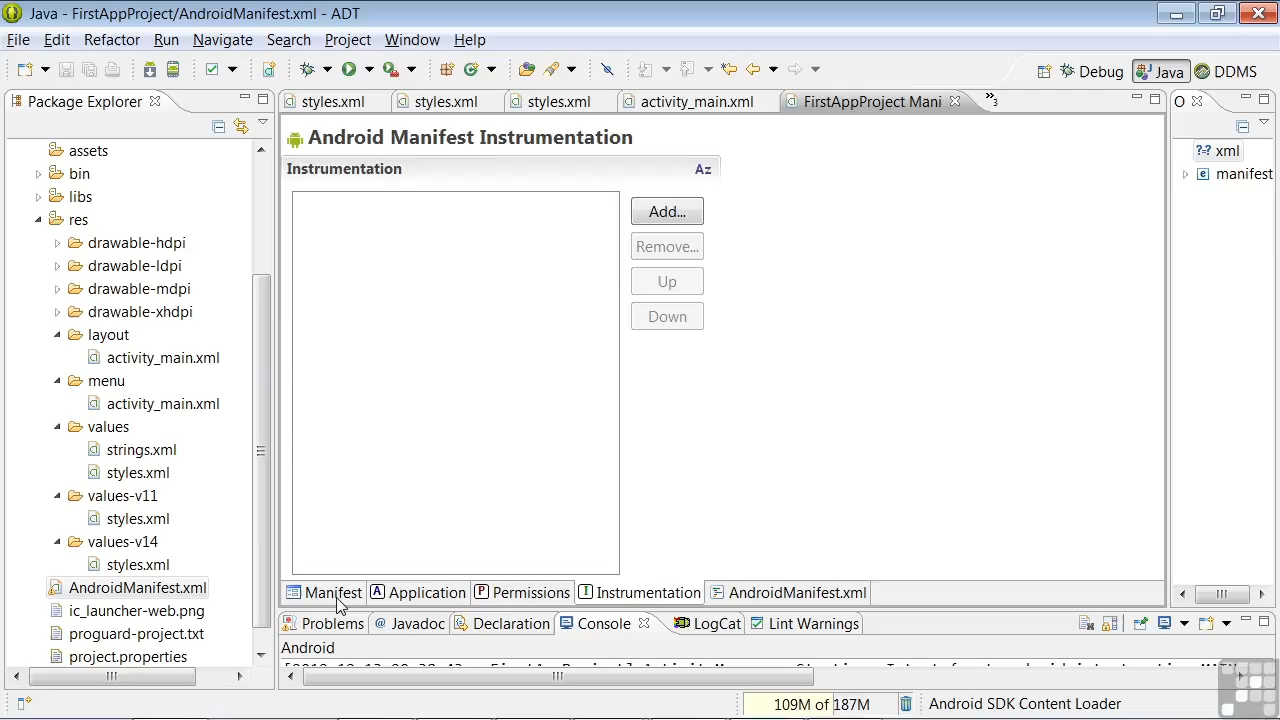 Java - FirstAppProject/AndroidManifest.xml - ADT
File Edit Refactor Run Navigate Search Project Window Help
Debug Java DDMS
Package Explorer
styles.xml styles.xml styles.xml activity_main.xml FirstAppProject Mani 3
O
assets
bin
libs
res
drawable-hdpi
drawable-ldpi
drawable-mdpi
drawable-xhdpi
layout
activity_main.xml
menu
activity_main.xml
values
strings.xml
styles.xml
values-v11
styles.xml
values-v14
styles.xml
AndroidManifest.xml
ic_launcher-web.png
proguard-project.txt
project.properties
Android Manifest Instrumentation
Instrumentation
Az
Add...
Remove...
Up
Down
xml
manifest
Manifest Application Permissions Instrumentation AndroidManifest.xml
Problems Javadoc Declaration Console LogCat Lint Warnings
Android
109M of 187M
Android SDK Content Loader